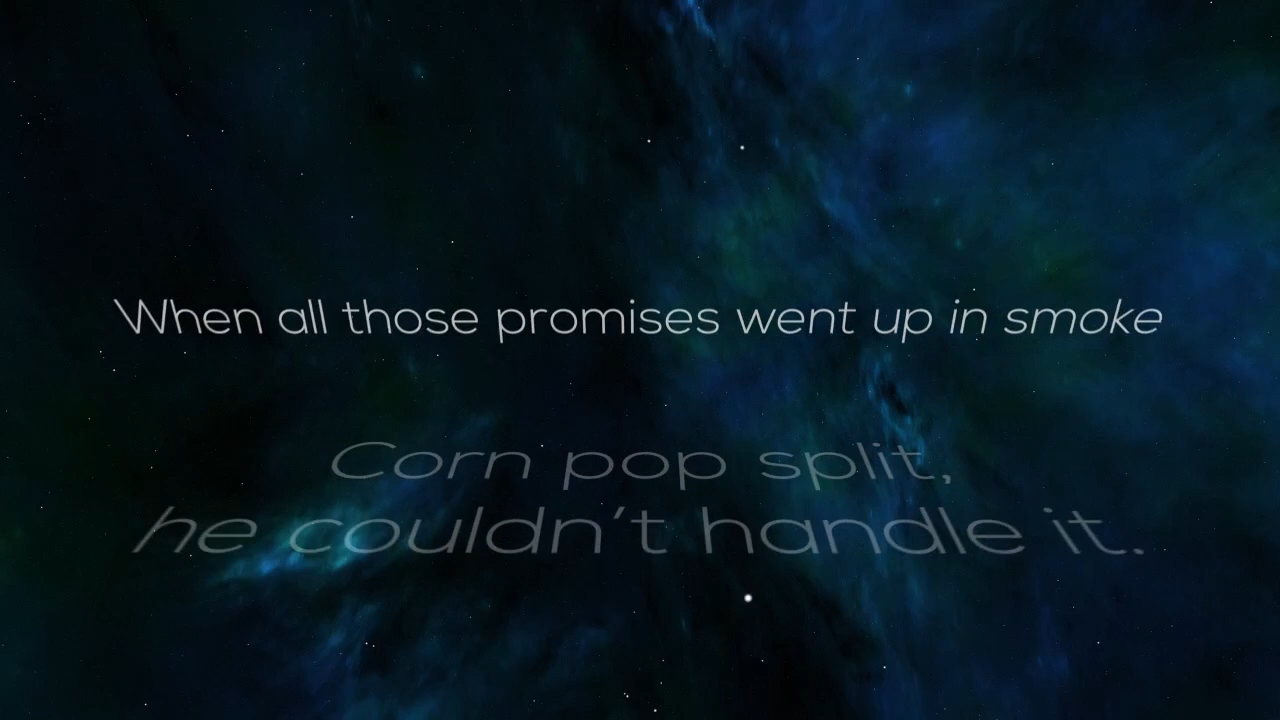 When all those promises went up in smoke
Corn pop split,
he couldn’t handle it.